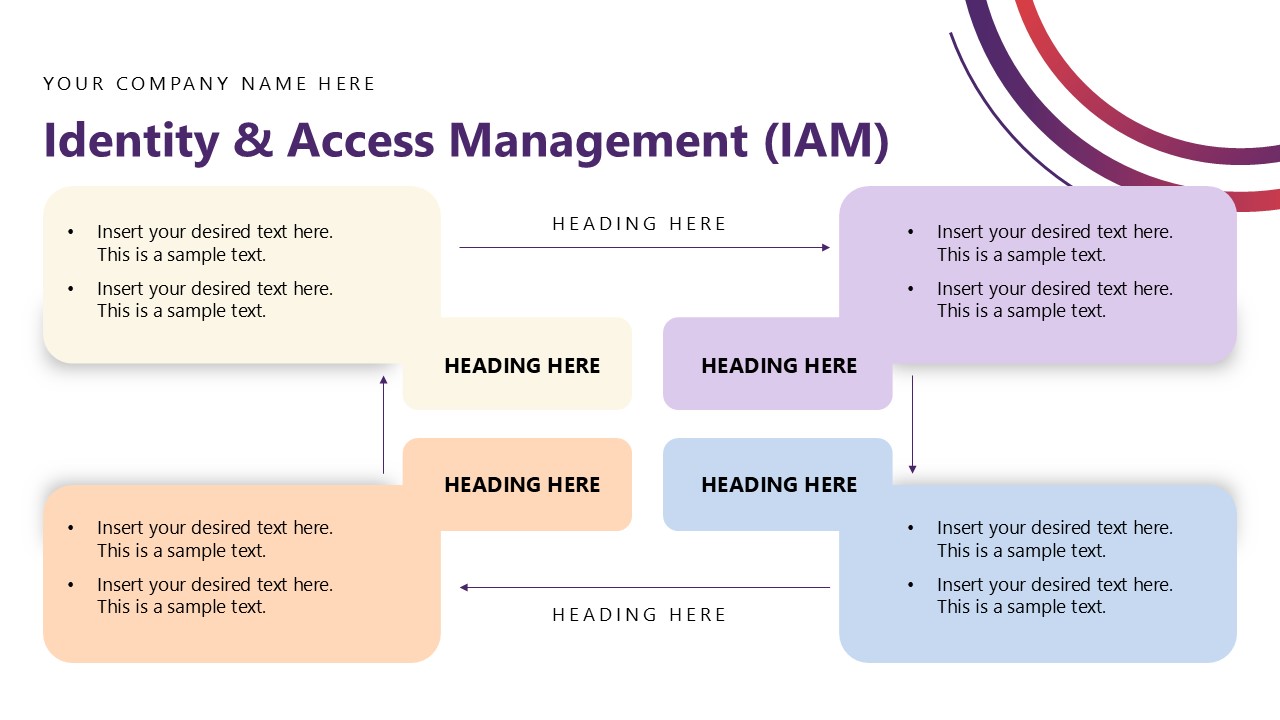 YOUR COMPANY NAME HERE
Identity & Access Management (IAM)
• Insert your desired text here.
This is a sample text.
• Insert your desired text here.
This is a sample text.
HEADING HERE
• Insert your desired text here.
This is a sample text.
• Insert your desired text here.
This is a sample text.
HEADING HERE
HEADING HERE
HEADING HERE
HEADING HERE
• Insert your desired text here.
This is a sample text.
• Insert your desired text here.
This is a sample text.
HEADING HERE
• Insert your desired text here.
This is a sample text.
• Insert your desired text here.
This is a sample text.